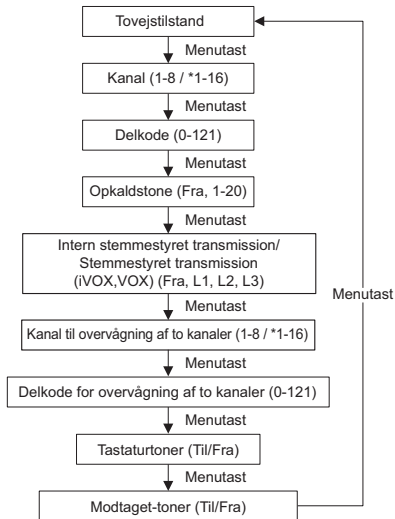 Tovejstilstand
Menutast
Kanal (1-8 / *1-16)
Menutast
Delkode (0-121)
Menutast
Opkaldstone (Fra, 1-20)
Menutast
Intern stemmestyret transmission/
Stemmestyret transmission
(iVOX,VOX) (Fra, L1, L2, L3)
Menutast
Menutast
Kanal til overvågning af to kanaler (1-8 / *1-16)
Menutast
Delkode for overvågning af to kanaler (0-121)
Menutast
Tastaturtoner (Til/Fra)
Menutast
Modtaget-toner (Til/Fra)